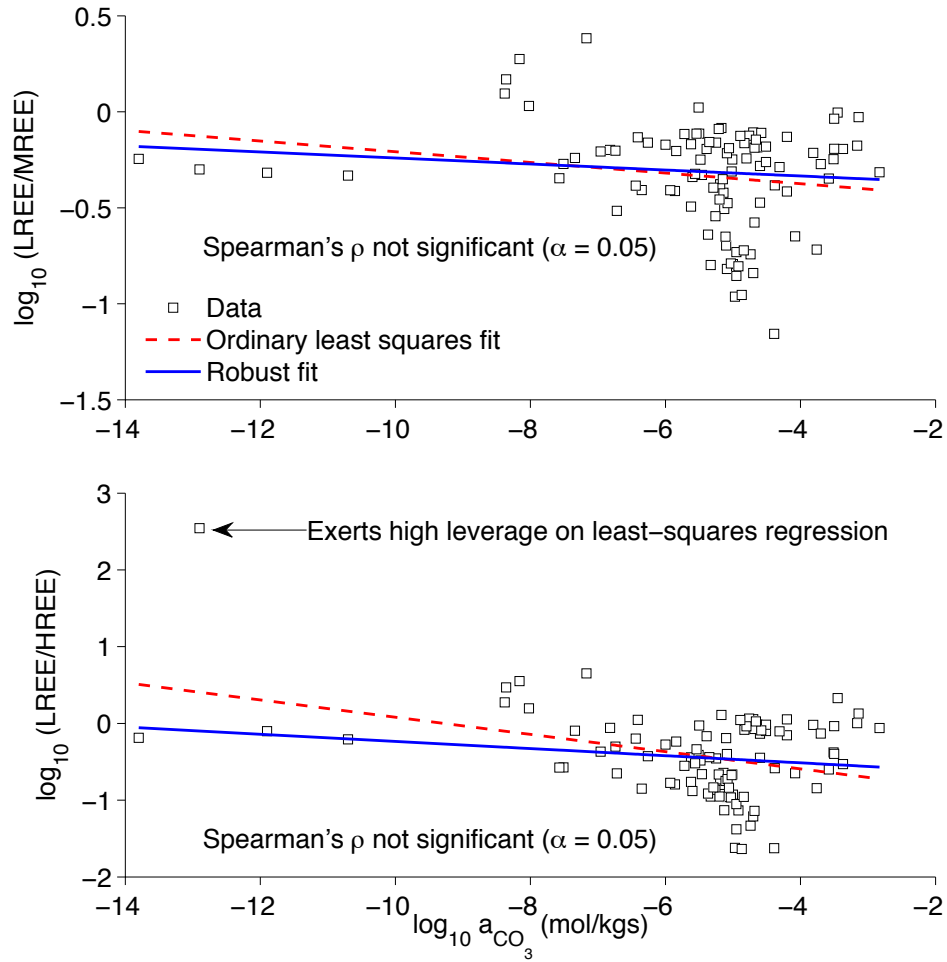 0.5
0
−0.5
−1
−1.5
log10 (LREE/MREE)
Spearman's ρ not significant (α = 0.05)
Data
Ordinary least squares fit
Robust fit
−14 −12 −10 −8 −6 −4 −2
3
2
1
0
−1
−2
log10 (LREE/HREE)
Exerts high leverage on least−squares regression
Spearman's ρ not significant (α = 0.05)
−14 −12 −10 −8 −6 −4 −2
log10 aCO3 (mol/kgs)